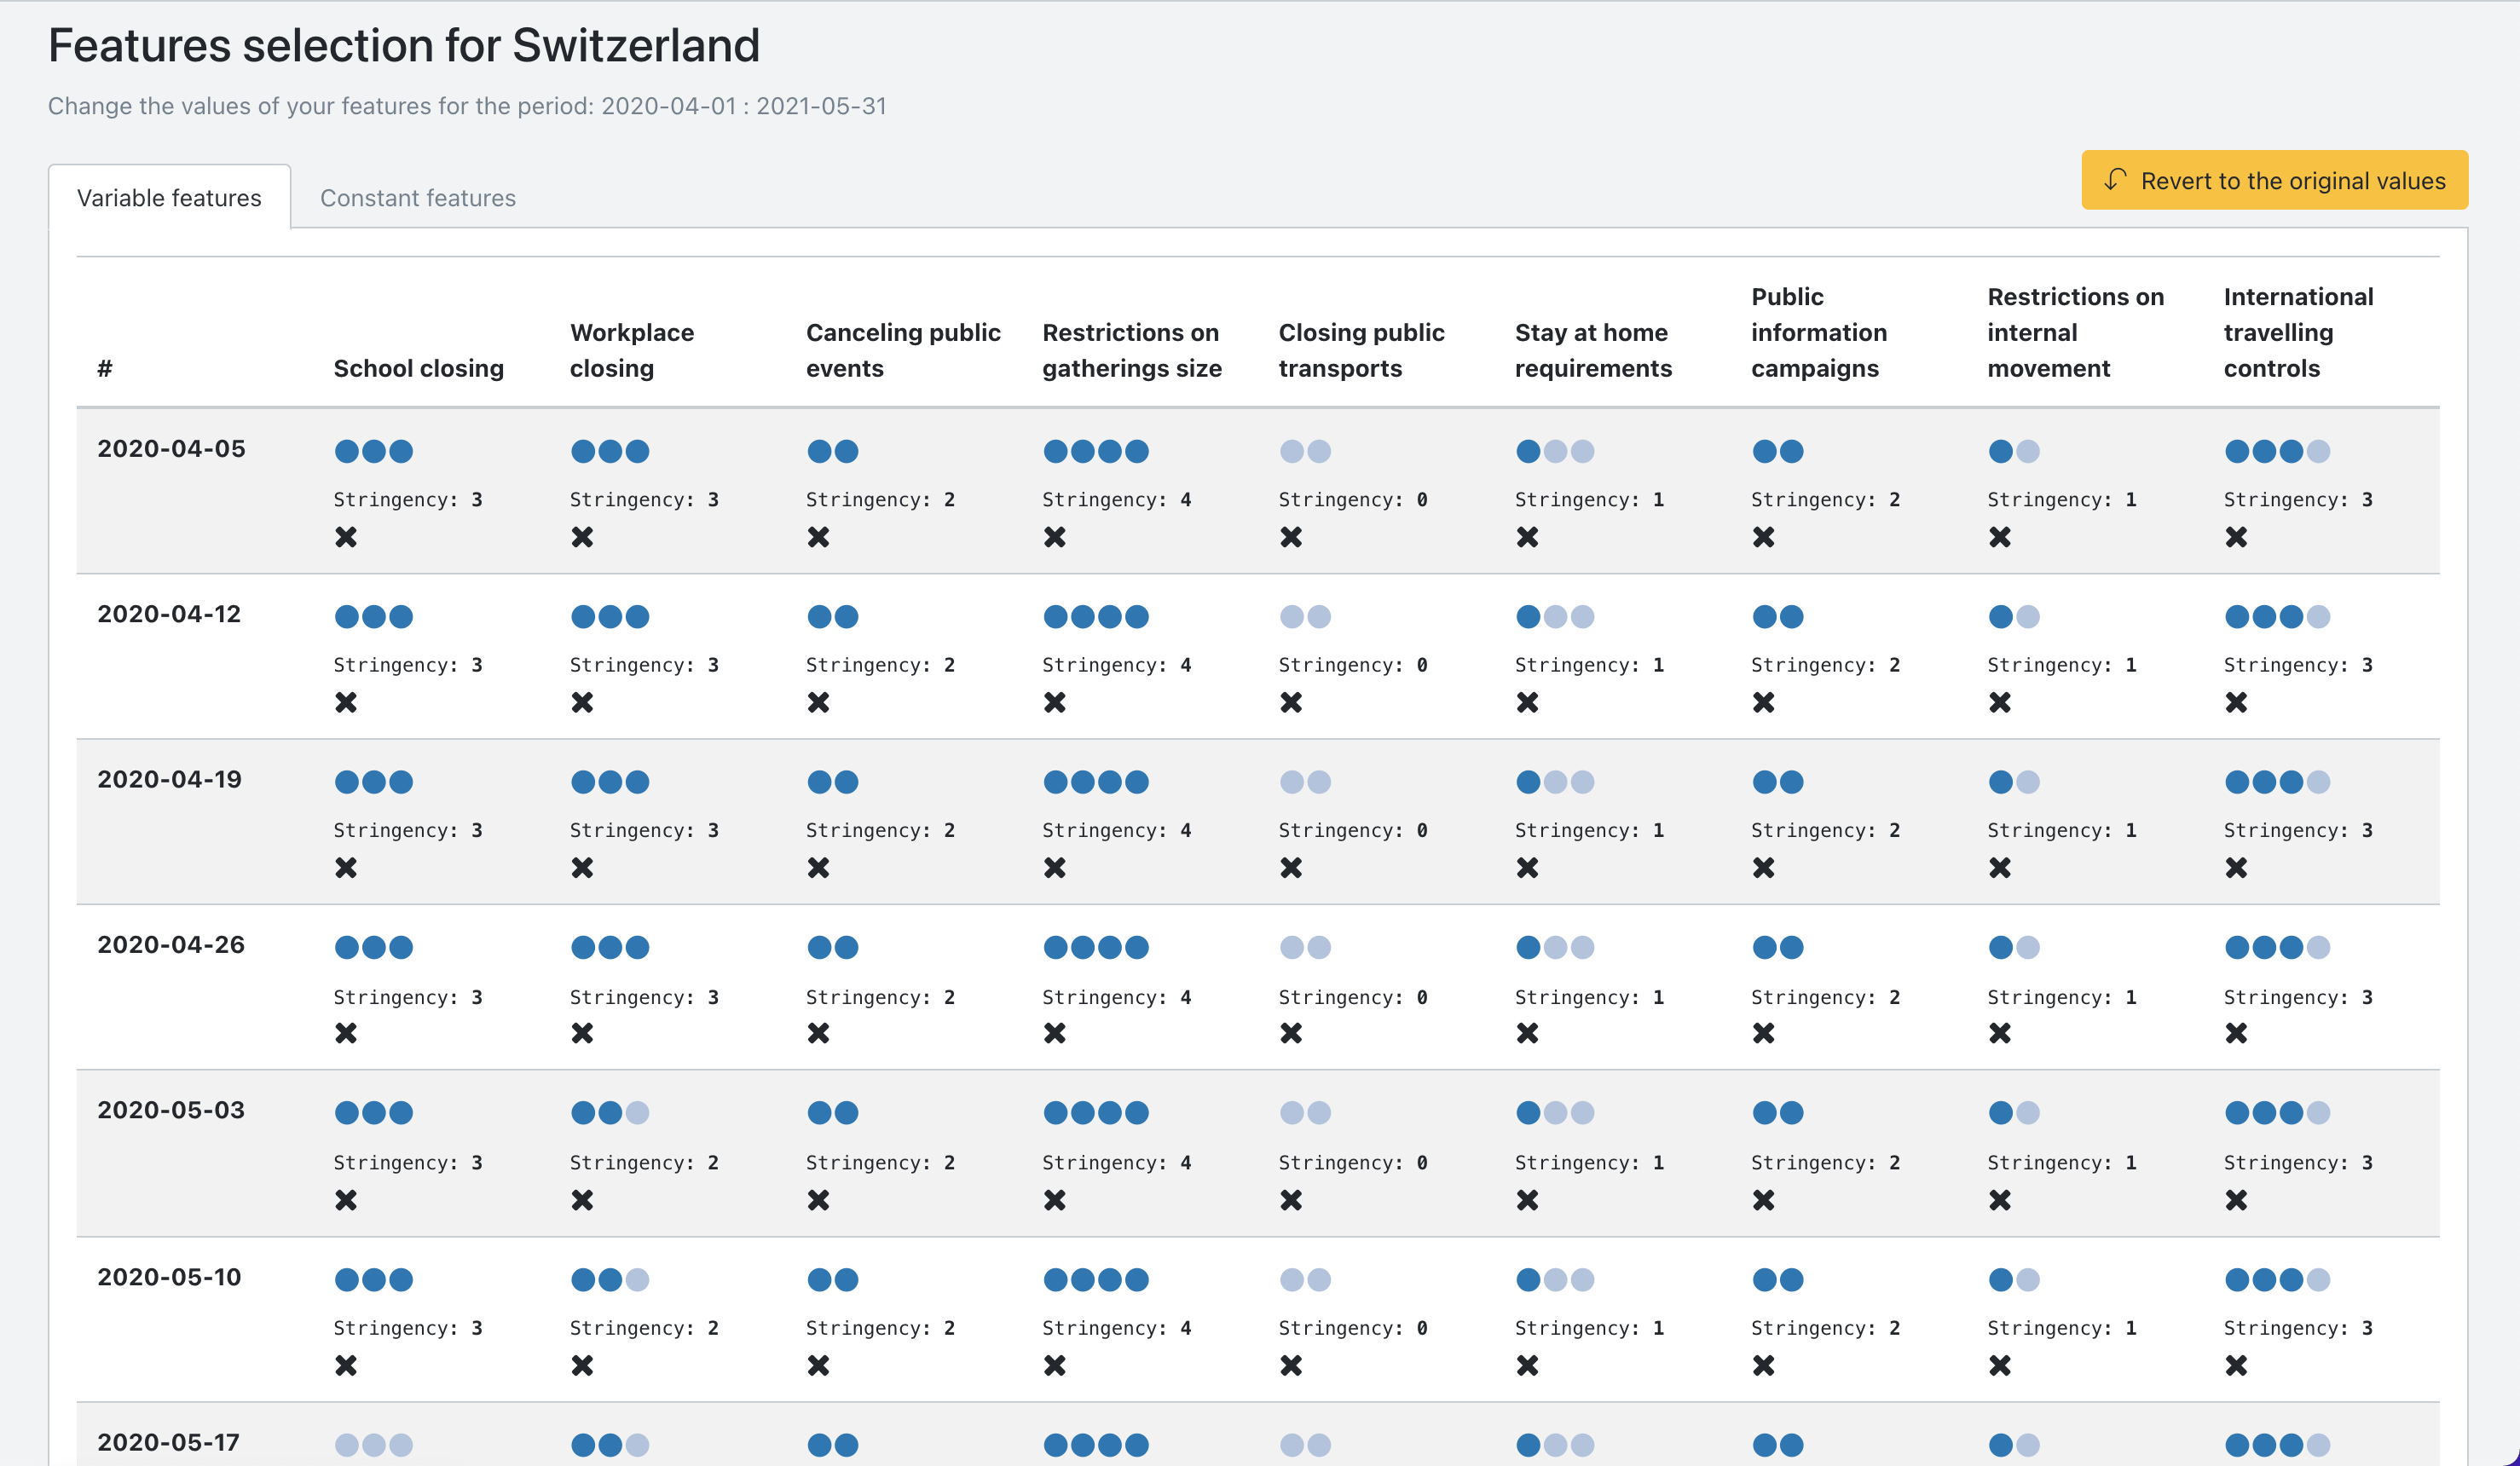 Features selection for Switzerland
Change the values of your features for the period: 2020-04-01 : 2021-05-31
Variable features
Constant features
Revert to the original values
#
School closing
Workplace
closing
Canceling public
events
Restrictions on
gatherings size
Closing public
transports
Stay at home
requirements
Public
information
campaigns
Restrictions on
internal
movement
International
travelling
controls
2020-04-05
Stringency: 3 Stringency: 3 Stringency: 2 Stringency: 4 Stringency: 0 Stringency: 1 Stringency: 2 Stringency: 1 Stringency: 3
2020-04-12
Stringency: 3 Stringency: 3 Stringency: 2 Stringency: 4 Stringency: 0 Stringency: 1 Stringency: 2 Stringency: 1 Stringency: 3
2020-04-19
Stringency: 3 Stringency: 3 Stringency: 2 Stringency: 4 Stringency: 0 Stringency: 1 Stringency: 2 Stringency: 1 Stringency: 3
2020-04-26
Stringency: 3 Stringency: 3 Stringency: 2 Stringency: 4 Stringency: 0 Stringency: 1 Stringency: 2 Stringency: 1 Stringency: 3
2020-05-03
Stringency: 3 Stringency: 2 Stringency: 2 Stringency: 4 Stringency: 0 Stringency: 1 Stringency: 2 Stringency: 1 Stringency: 3
2020-05-10
Stringency: 3 Stringency: 2 Stringency: 2 Stringency: 4 Stringency: 0 Stringency: 1 Stringency: 2 Stringency: 1 Stringency: 3
2020-05-17